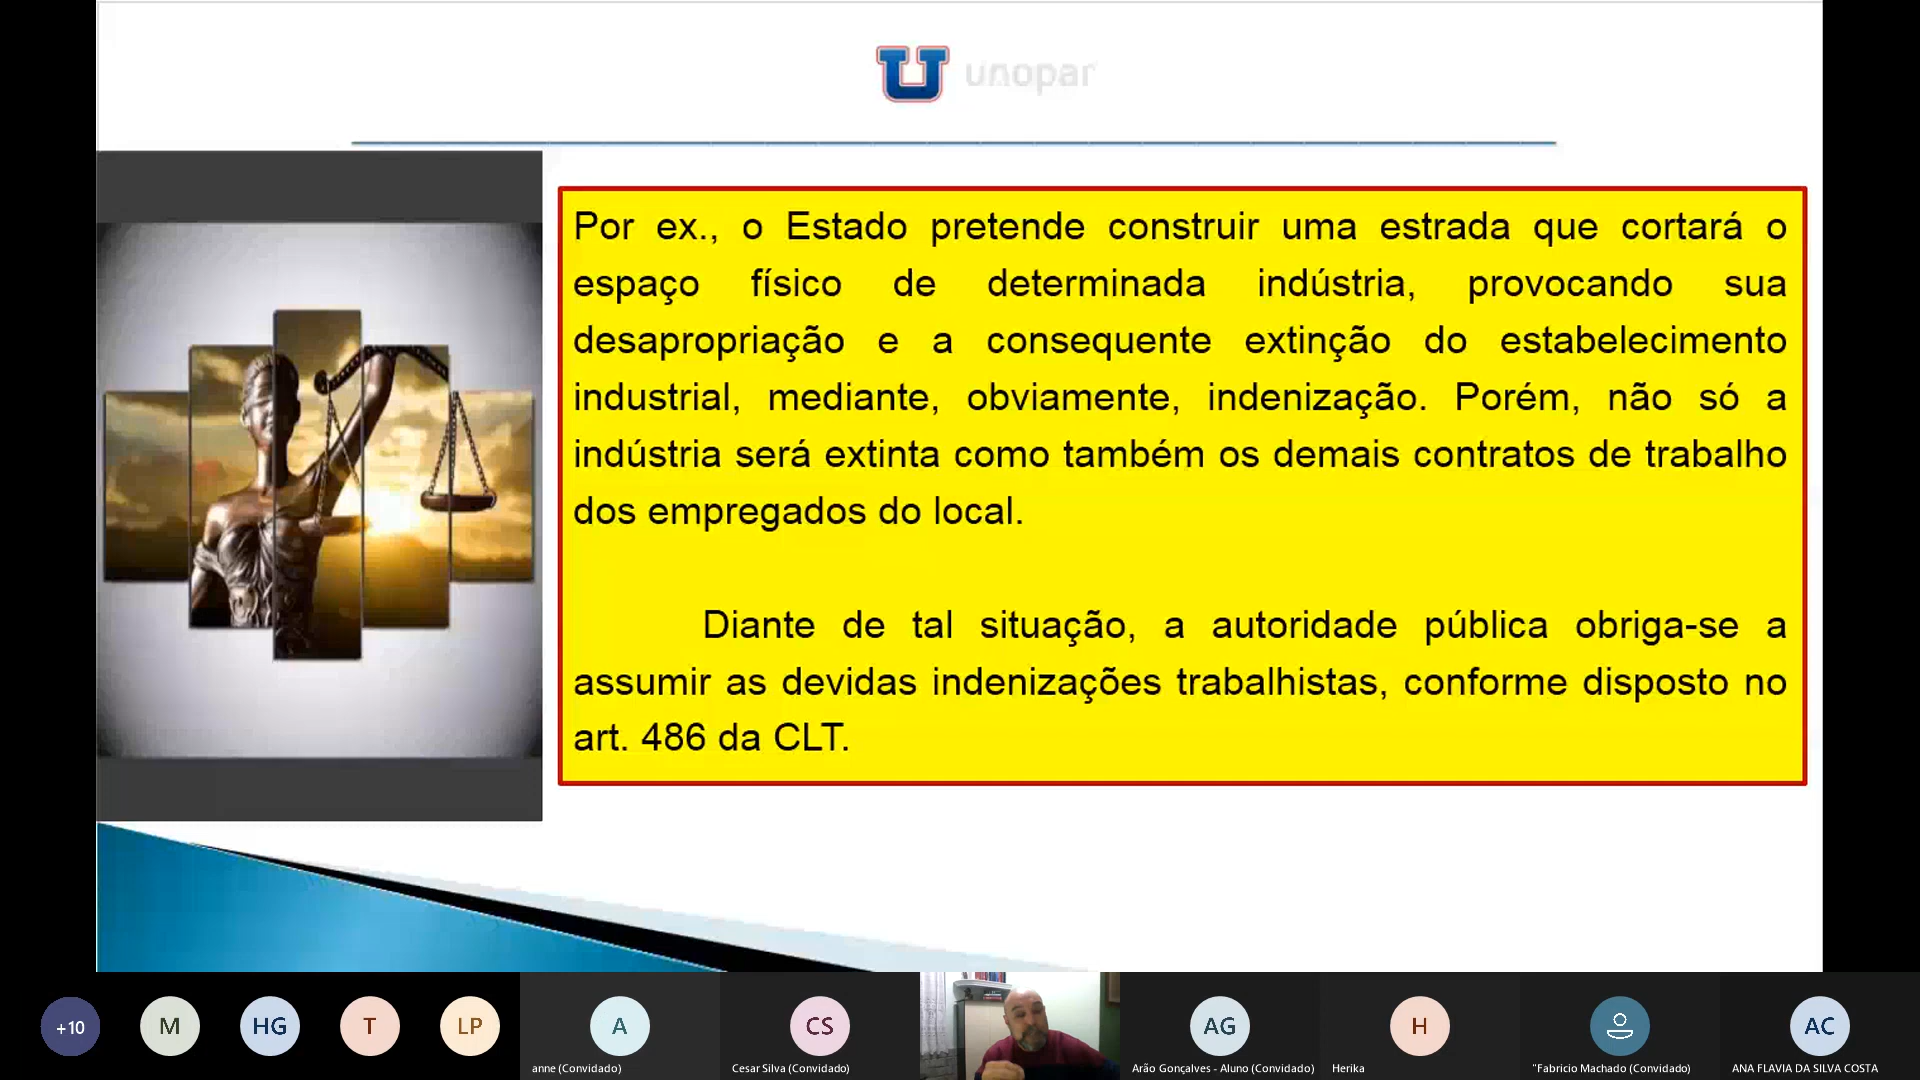 unopar
Por ex., o Estado pretende construir uma estrada que cortará o
espaço físico de determinada indústria, provocando sua
desapropriação e a consequente extinção do estabelecimento
industrial, mediante, obviamente, indenização. Porém, não só a
indústria será extinta como também os demais contratos de trabalho
dos empregados do local.
Diante de tal situação, a autoridade pública obriga-se a
assumir as devidas indenizações trabalhistas, conforme disposto no
art. 486 da CLT.
+10
M
HG
T
LP
A
CS
AG
H
AC
anne (Convidado)
Cesar Silva (Convidado)
Arão Gonçalves - Aluno (Convidado)
Herika
"Fabricio Machado (Convidado)
ANA FLAVIA DA SILVA COSTA